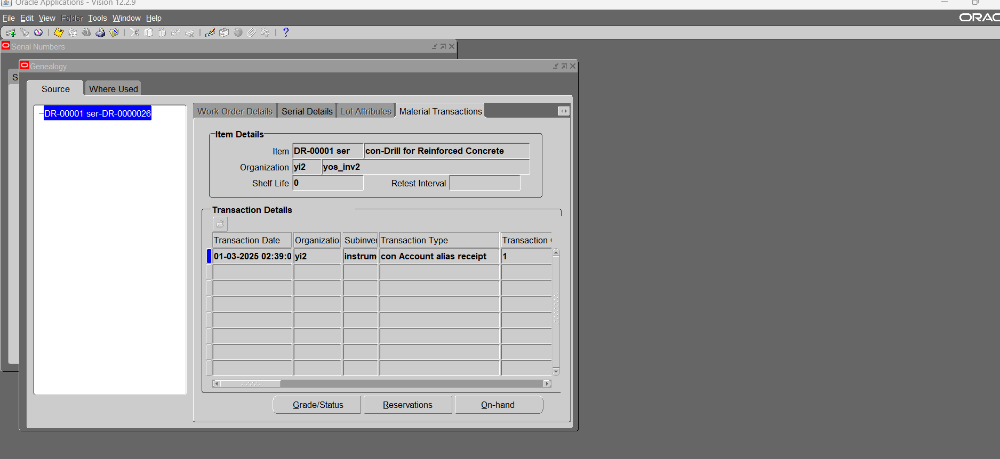 Oracle Applications - Vision 12.2.9
File Edit View Folder Tools Window Help
ORAC
Serial Numbers
Genealogy
S
Source
Where Used
DR-00001 ser-DR-0000026
Work Order Details
Serial Details
Lot Attributes
Material Transactions
Item Details
Item DR-00001 ser con-Drill for Reinforced Concrete
Organization yi2 yos_inv2
Shelf Life 0 Retest Interval
Transaction Details
Transaction Date Organizatio Subinver Transaction Type Transaction
01-03-2025 02:39:0 yi2 instrum con Account alias receipt 1
Grade/Status Reservations On-hand